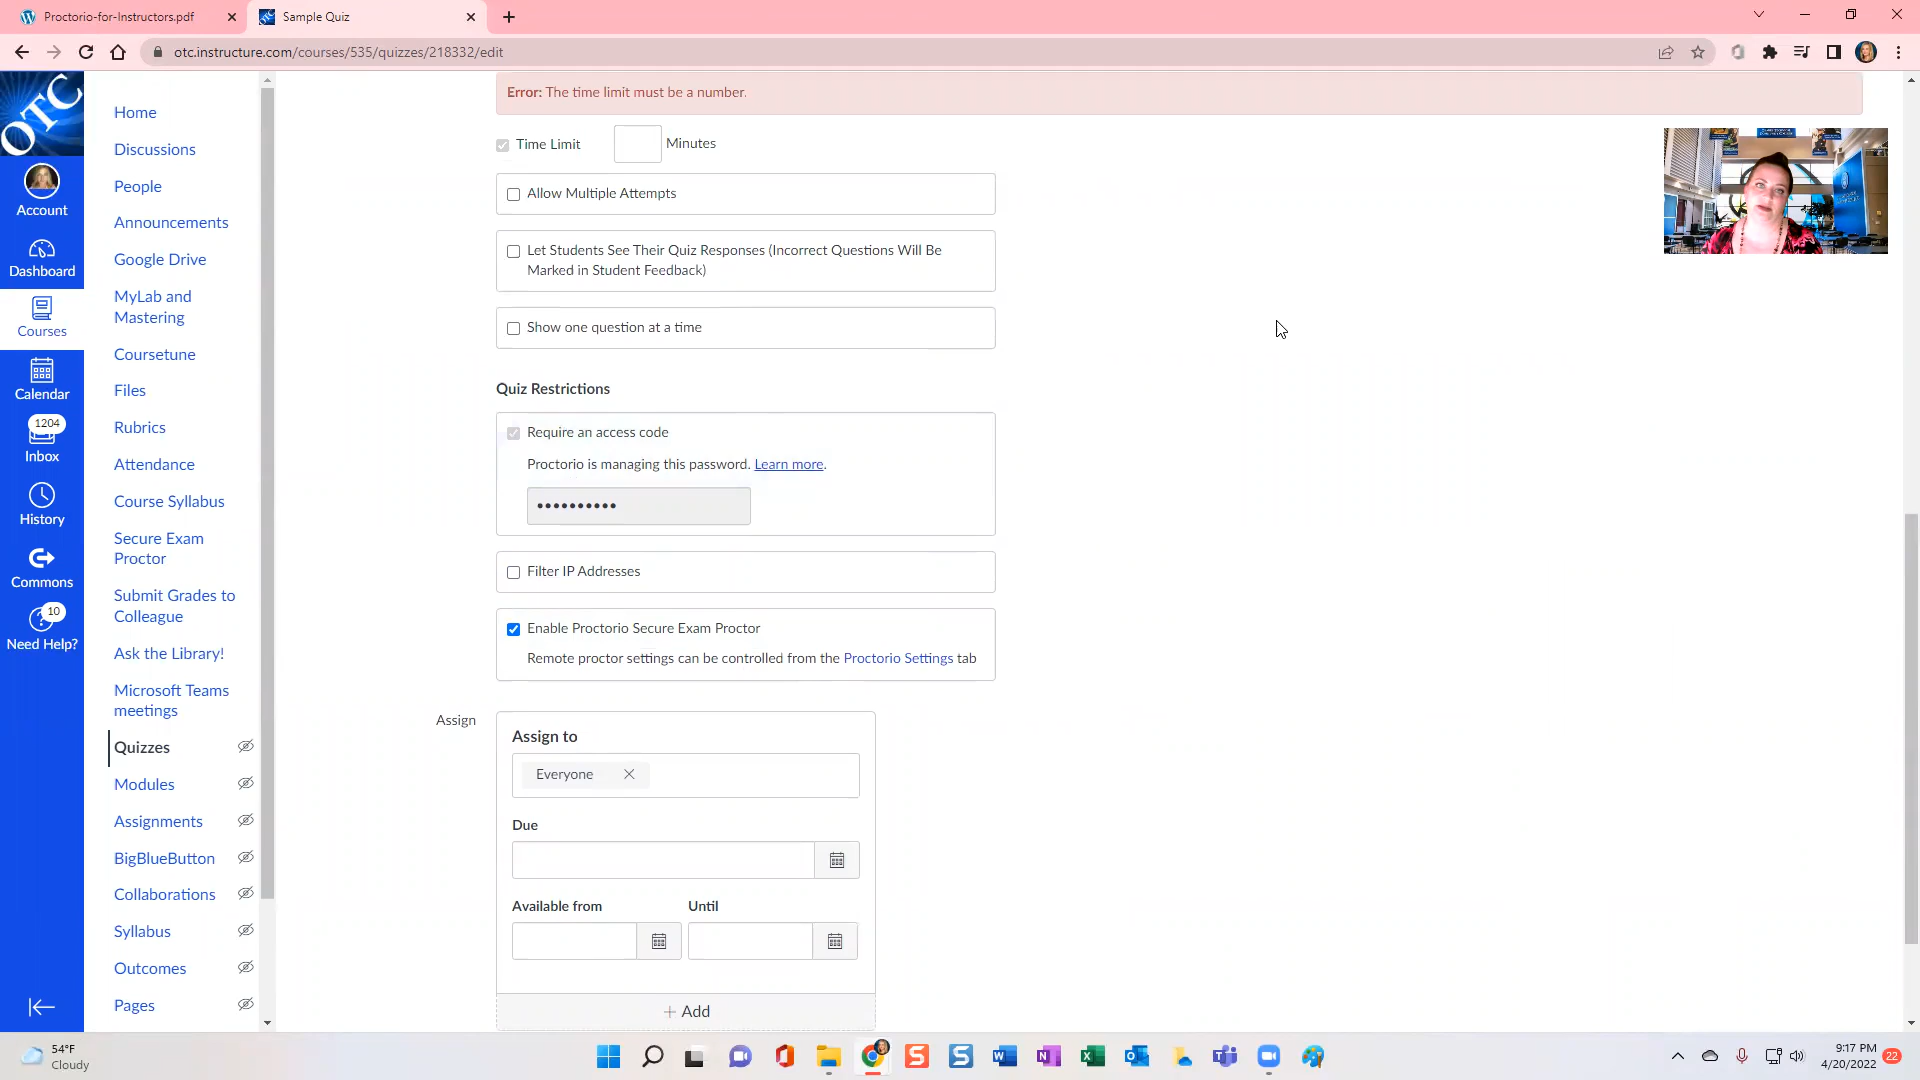 Proctorio-for-Instructors.pdf
Sample Quiz
otc.instructure.com/courses/535/quizzes/218332/edit
OTC
Account
Dashboard
Courses
Calendar
1204
Inbox
History
Commons
10
Need Help?
Home
Discussions
People
Announcements
Google Drive
MyLab and
Mastering
Coursetune
Files
Rubrics
Attendance
Course Syllabus
Secure Exam
Proctor
Submit Grades to
Colleague
Ask the Library!
Microsoft Teams
meetings
Quizzes
Modules
Assignments
BigBlueButton
Collaborations
Syllabus
Outcomes
Pages
Error: The time limit must be a number.
Time Limit Minutes
Allow Multiple Attempts
Let Students See Their Quiz Responses (Incorrect Questions Will Be
Marked in Student Feedback)
Show one question at a time
Quiz Restrictions
Require an access code
Proctorio is managing this password. Learn more.
••••••••••
Filter IP Addresses
Enable Proctorio Secure Exam Proctor
Remote proctor settings can be controlled from the Proctorio Settings tab
Assign
Assign to
Everyone
Due
Available from Until
+ Add
54°F
Cloudy
9:17 PM
4/20/2022
22